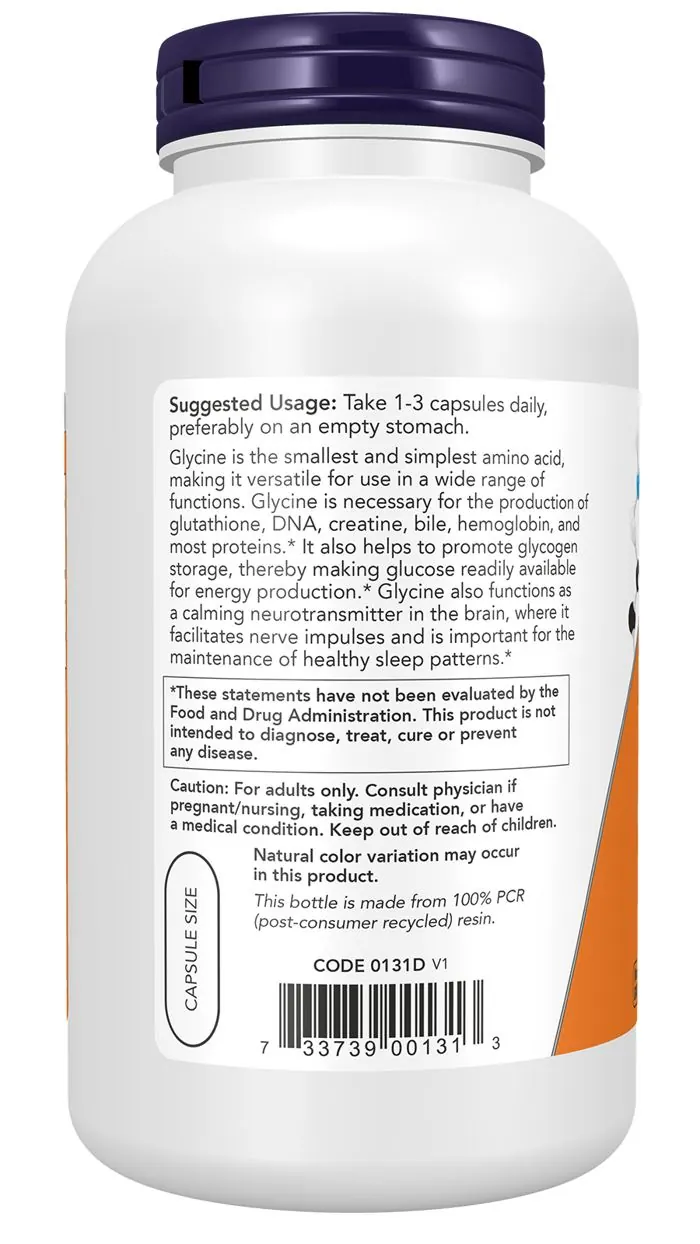 Suggested Usage: Take 1-3 capsules daily,
preferably on an empty stomach.
Glycine is the smallest and simplest amino acid,
making it versatile for use in a wide range of
functions. Glycine is necessary for the production of
glutathione, DNA, creatine, bile, hemoglobin, and
most proteins.* It also helps to promote glycogen
storage, thereby making glucose readily available
for energy production.* Glycine also functions as
a calming neurotransmitter in the brain, where it
facilitates nerve impulses and is important for the
maintenance of healthy sleep patterns.*
*These statements have not been evaluated by the
Food and Drug Administration. This product is not
intended to diagnose, treat, cure or prevent
any disease.
Caution: For adults only. Consult physician if
pregnant/nursing, taking medication, or have
a medical condition. Keep out of reach of children.
Natural color variation may occur
in this product.
This bottle is made from 100% PCR
(post-consumer recycled) resin.
CAPSULE SIZE
CODE 0131D V1
7 33739 00131 3